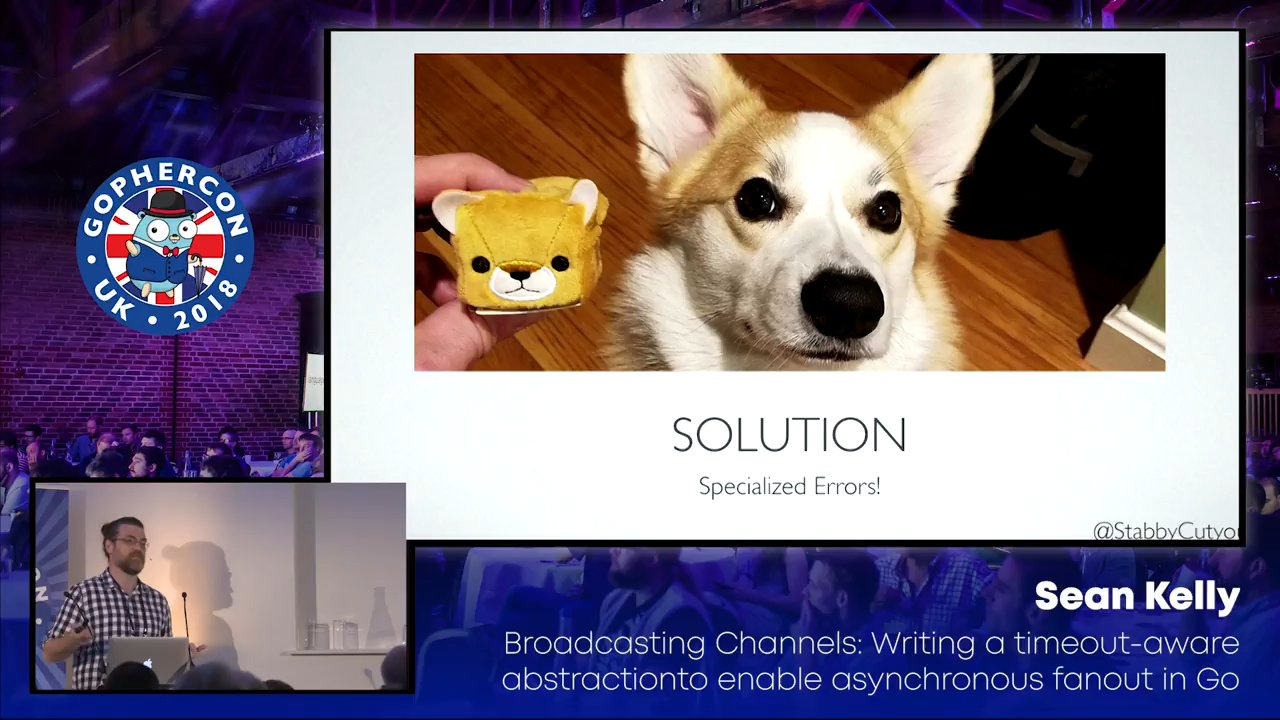 GOPHERCON
UK • 2018
SOLUTION
Specialized Errors!
@StabbyCutyo
Sean Kelly
Broadcasting Channels: Writing a timeout-aware
abstractionto enable asynchronous fanout in Go